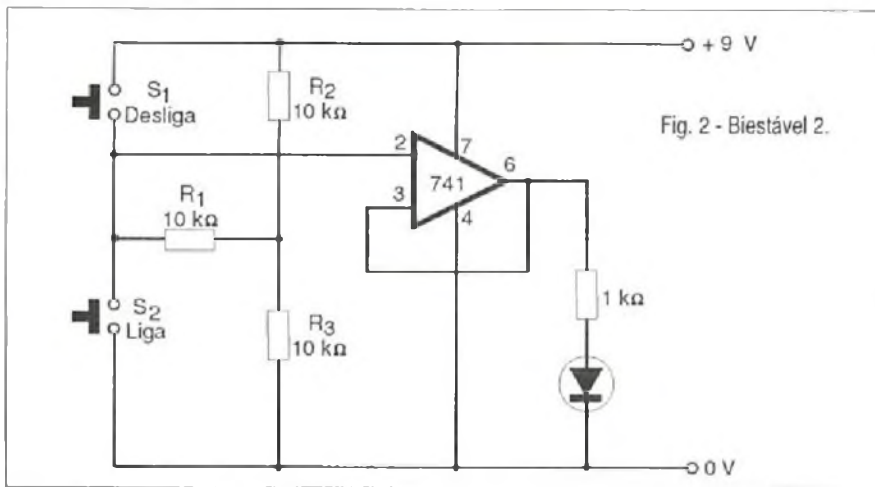 + 9 V
S1
Desliga
R2
10 kΩ
Fig. 2 - Biestável 2.
2
7
6
741
3
4
R1
10 kΩ
S2
Liga
R3
10 kΩ
1 kΩ
0 V